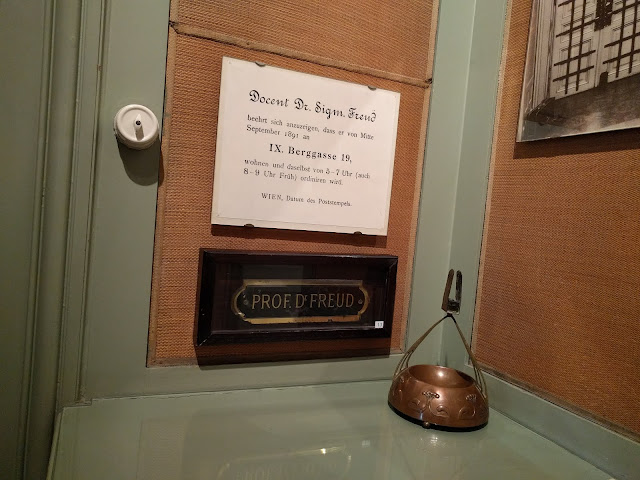 Docent Dr. Sigm. Freud
beehrt sich anzuzeigen, dass er von Mitte
September 1891 an
IX. Berggasse 19,
wohnen und daselbst von 5–7 Uhr (auch
8–9 Uhr Früh) ordiniren wird.
WIEN, Datum des Poststempels.
PROF. Dr FREUD